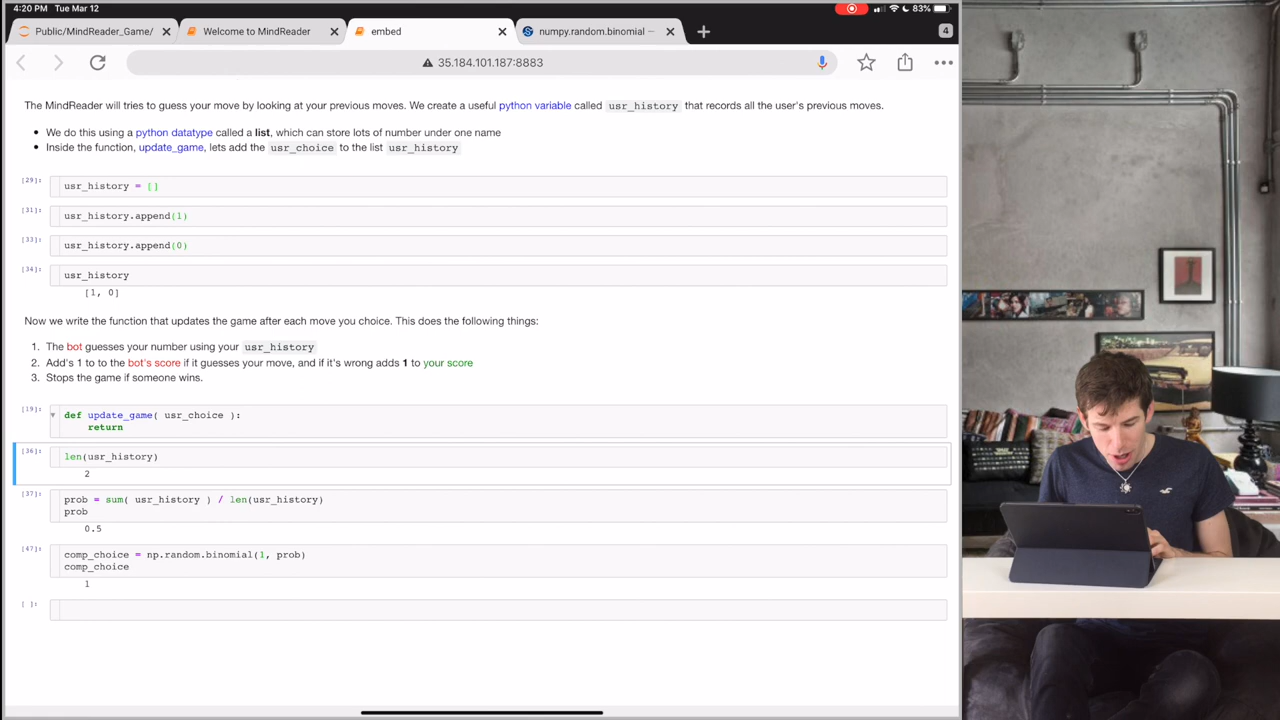 4:20 PM Tue Mar 12
83%
Public/MindReader_Game/
Welcome to MindReader
embed
numpy.random.binomial —
4
35.184.101.187:8883
The MindReader will tries to guess your move by looking at your previous moves. We create a useful python variable called usr_history that records all the user's previous moves.
• We do this using a python datatype called a list, which can store lots of number under one name
• Inside the function, update_game, lets add the usr_choice to the list usr_history
[29]: usr_history = []
[31]: usr_history.append(1)
[33]: usr_history.append(0)
[34]: usr_history
[1, 0]
Now we write the function that updates the game after each move you choice. This does the following things:
1. The bot guesses your number using your usr_history
2. Add's 1 to to the bot's score if it guesses your move, and if it's wrong adds 1 to your score
3. Stops the game if someone wins.
[19]: def update_game( usr_choice ):
return
[36]: len(usr_history)
2
[37]: prob = sum( usr_history ) / len(usr_history)
prob
0.5
[47]: comp_choice = np.random.binomial(1, prob)
comp_choice
1
[ ]: